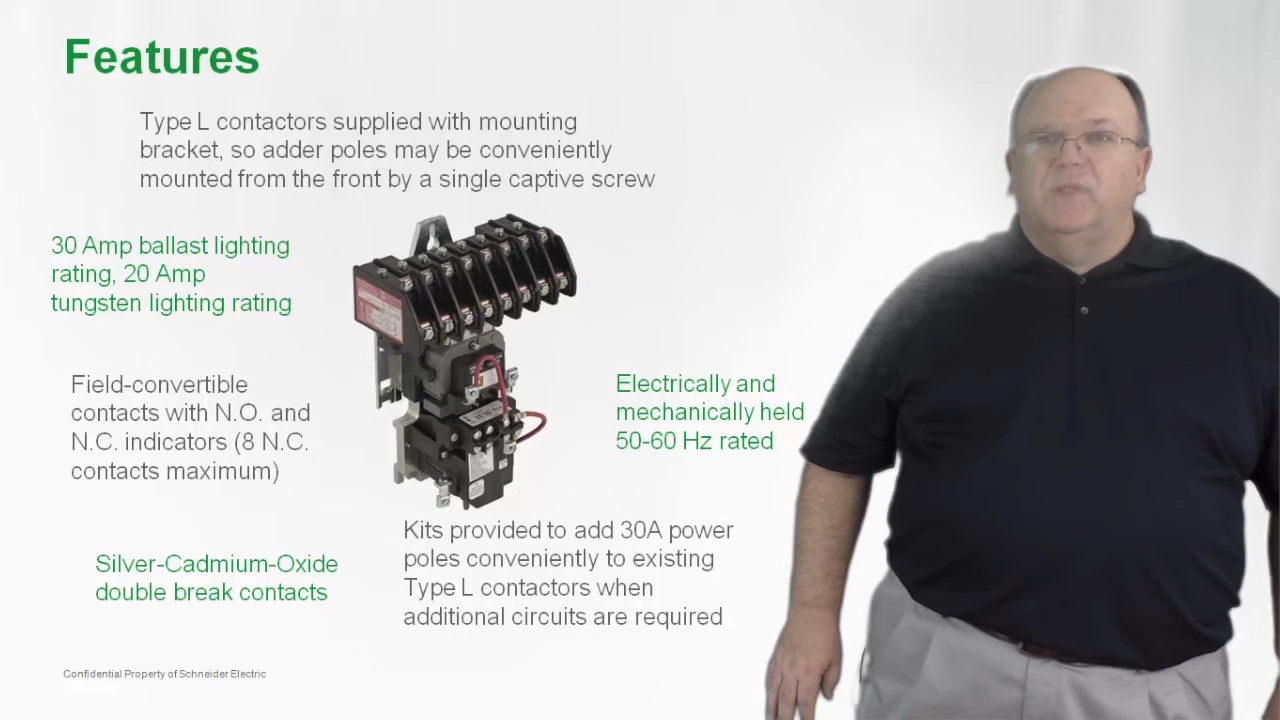 Features
Type L contactors supplied with mounting
bracket, so adder poles may be conveniently
mounted from the front by a single captive screw
30 Amp ballast lighting
rating, 20 Amp
tungsten lighting rating
Field-convertible
contacts with N.O. and
N.C. indicators (8 N.C.
contacts maximum)
Electrically and
mechanically held
50-60 Hz rated
Silver-Cadmium-Oxide
double break contacts
Kits provided to add 30A power
poles conveniently to existing
Type L contactors when
additional circuits are required
Confidential Property of Schneider Electric